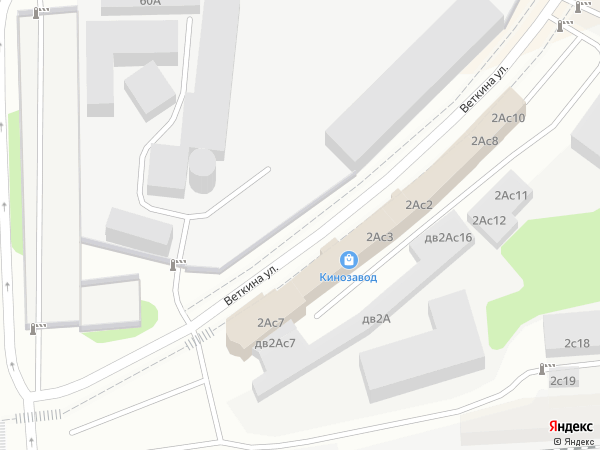 60А
Веткина ул.
2Ас10
2Ас8
2Ас11
2Ас2
2Ас12
2Ас3
дв2Ас16
Кинозавод
Веткина ул.
2Ас7
дв2А
дв2Ас7
2с18
2с19
Яндекс
© Яндекс